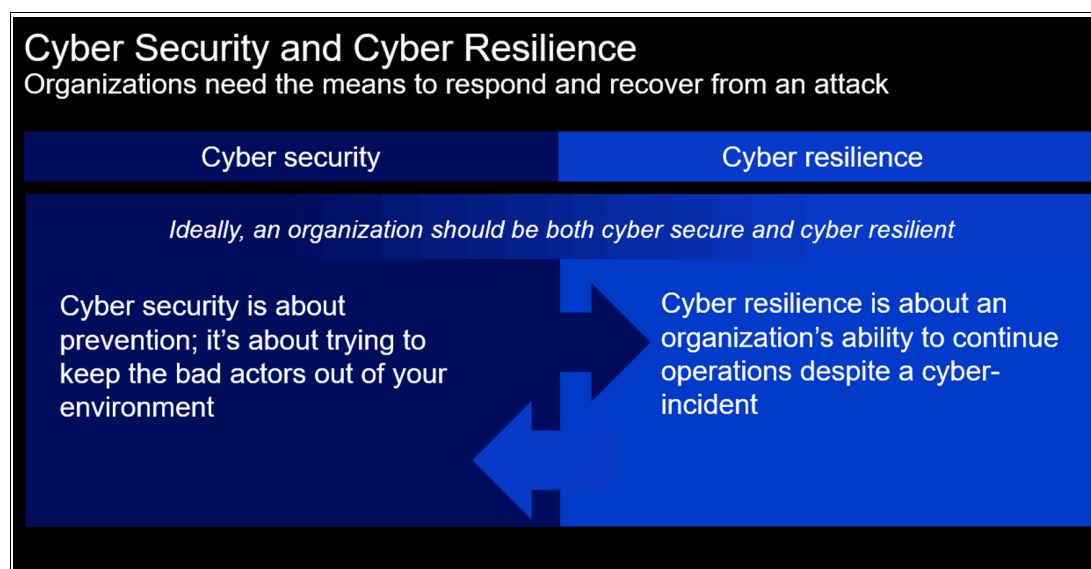 Cyber Security and Cyber Resilience
Organizations need the means to respond and recover from an attack
Cyber security
Cyber resilience
Ideally, an organization should be both cyber secure and cyber resilient
Cyber security is about
prevention; it's about trying to
keep the bad actors out of your
environment
Cyber resilience is about an
organization's ability to continue
operations despite a cyber-
incident